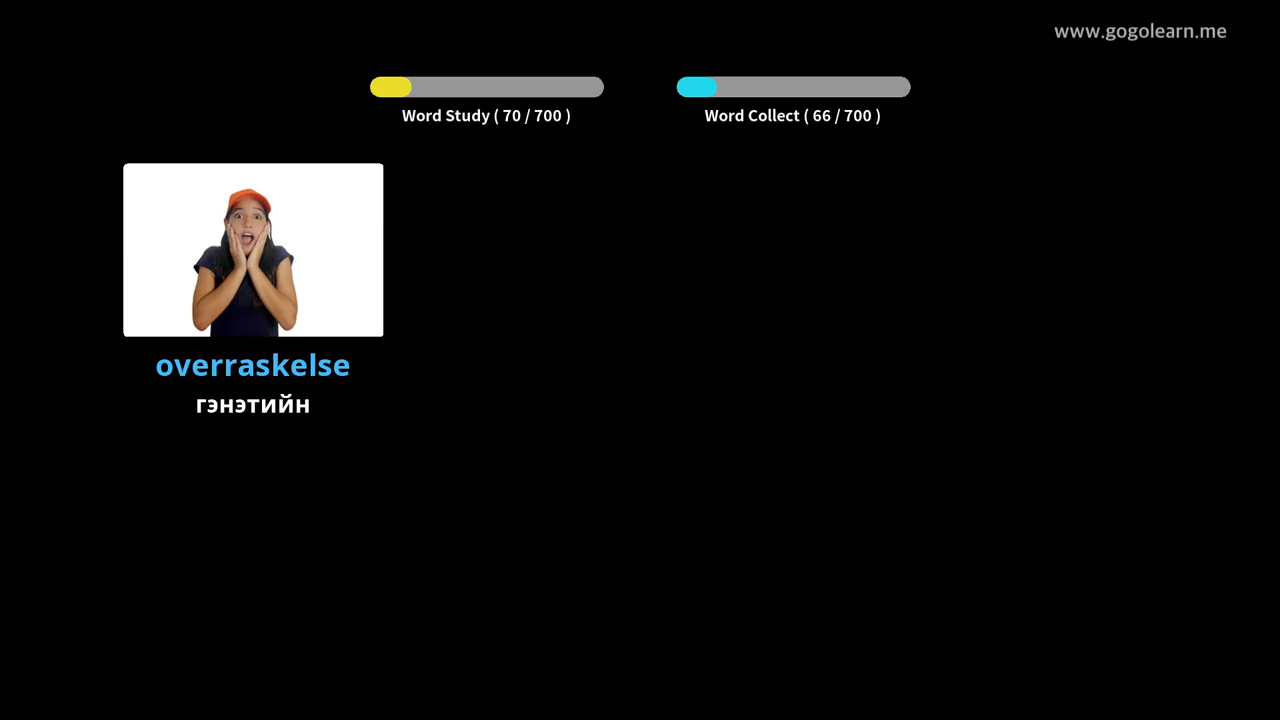 www.gogolearn.me
Word Study ( 70 / 700 )
Word Collect ( 66 / 700 )
overraskelse
гэнэтийн